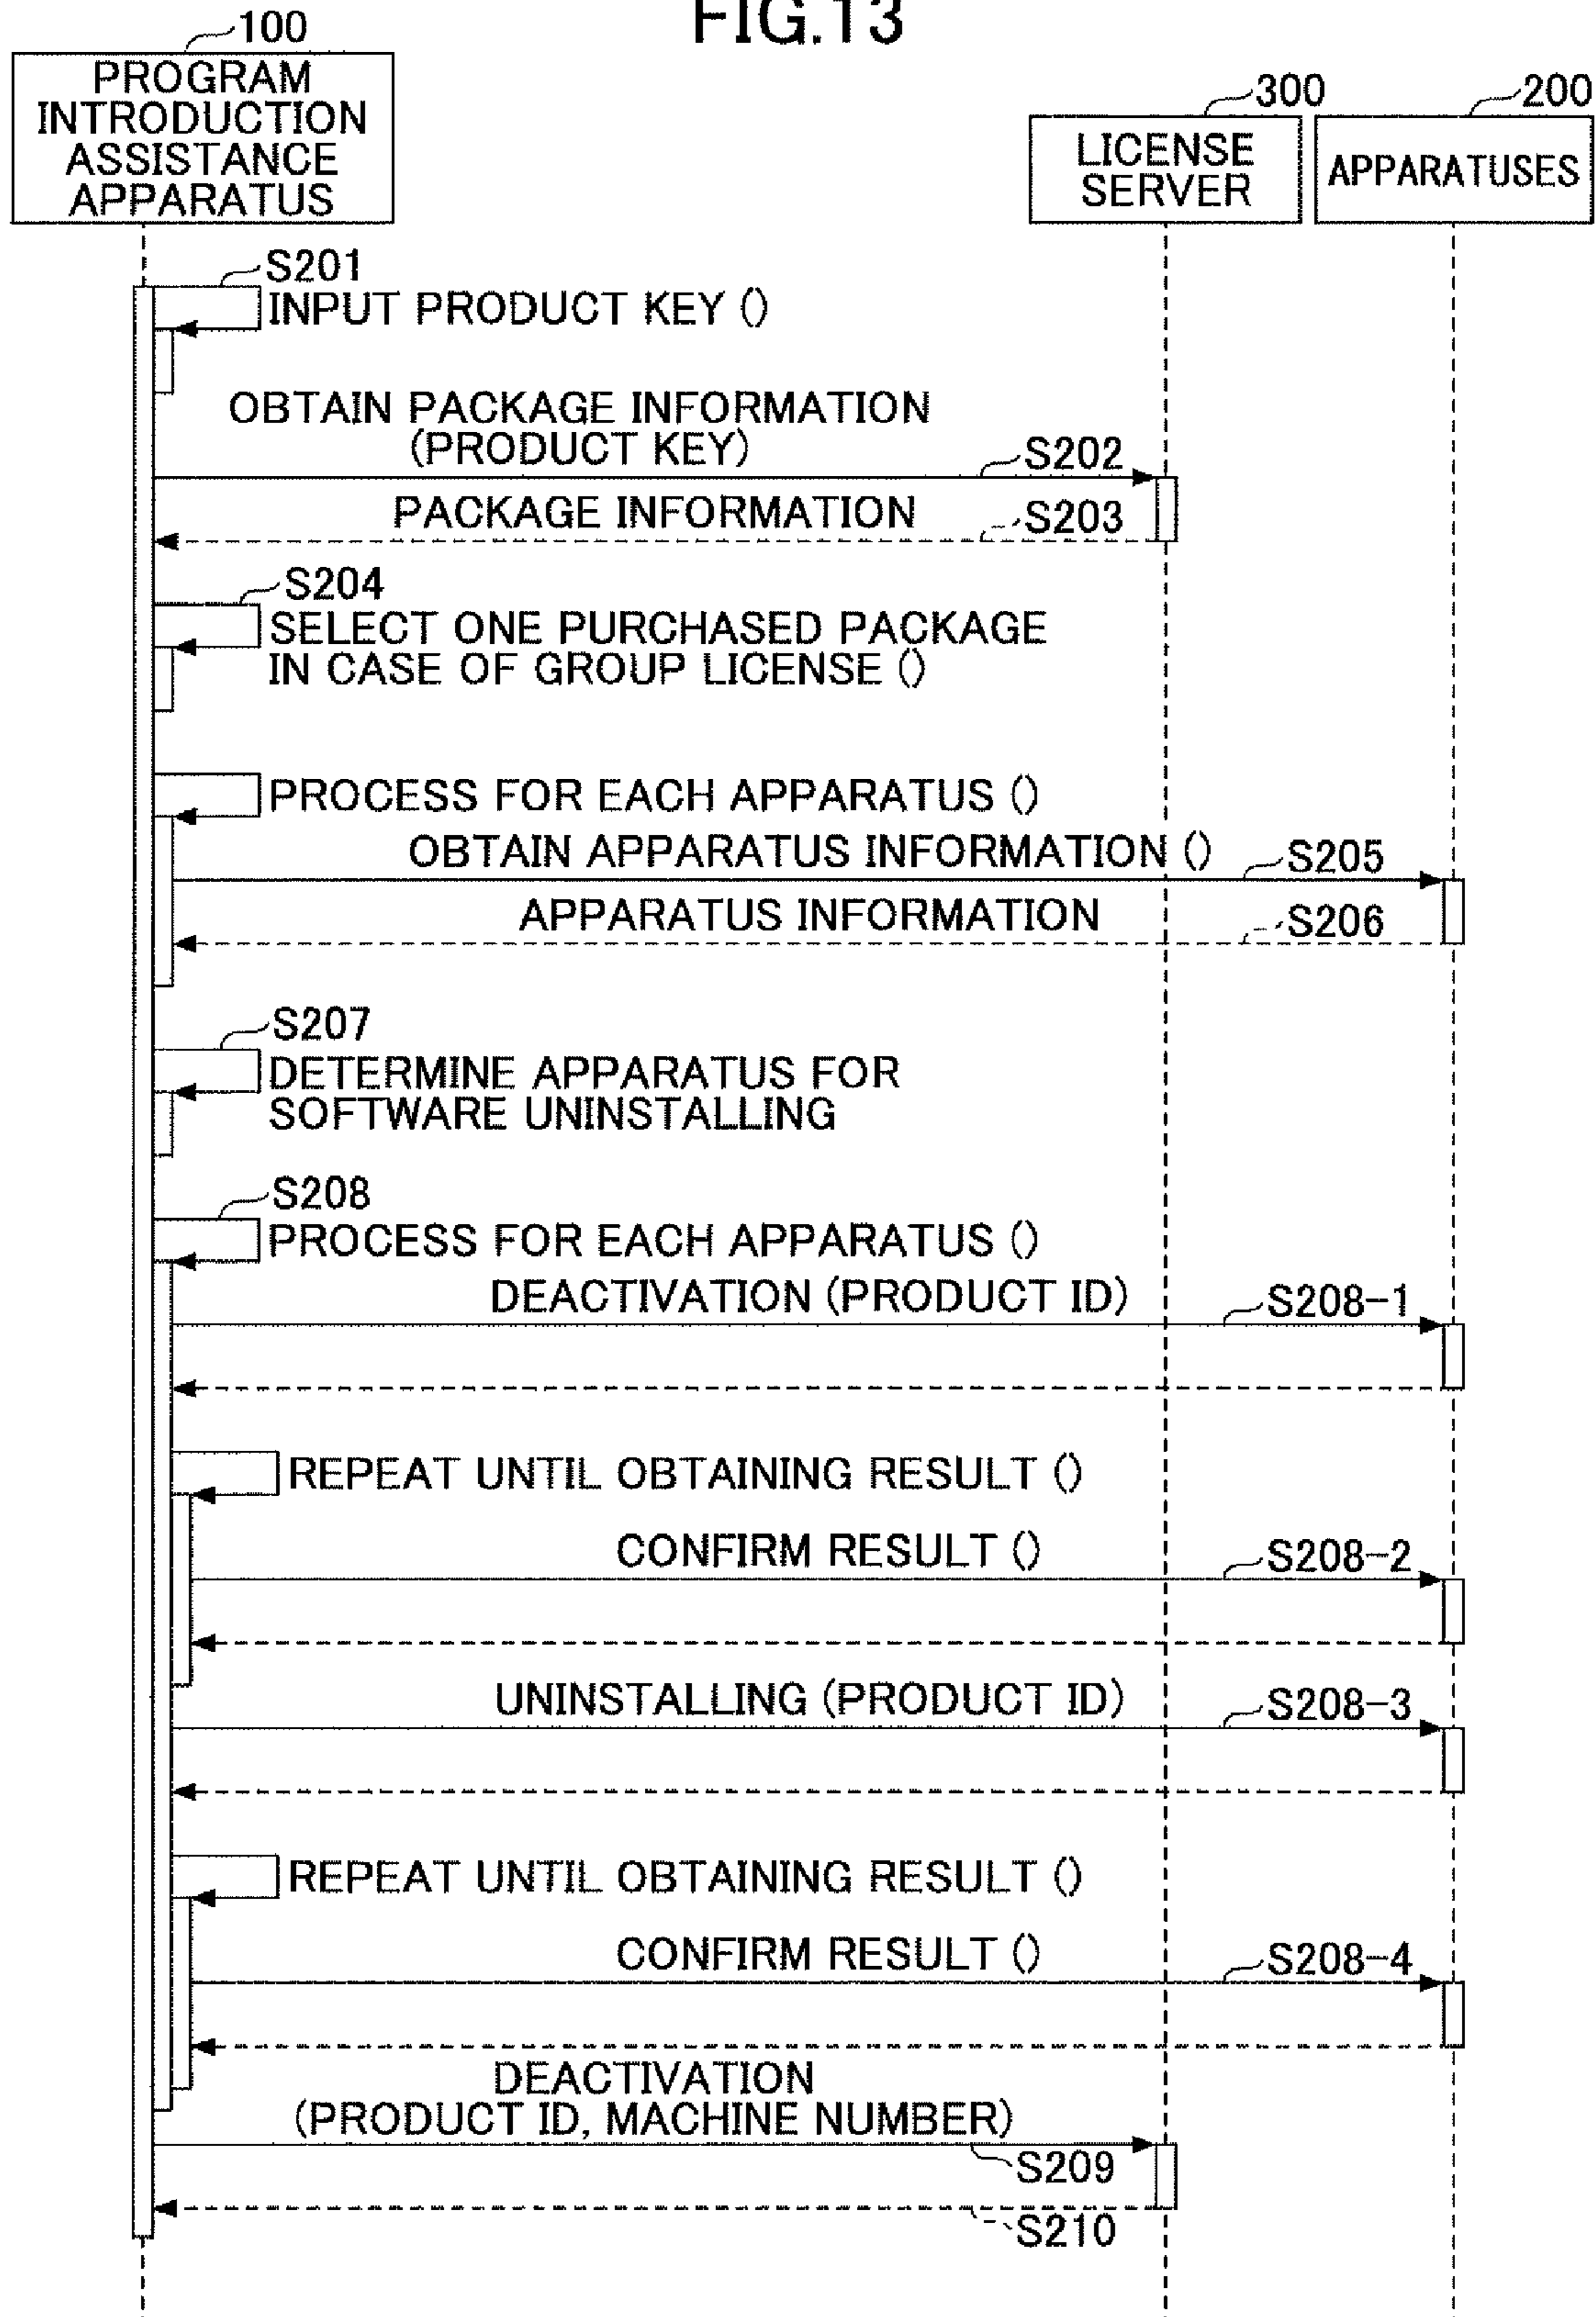 FIG.13
100
PROGRAM
INTRODUCTION
ASSISTANCE
APPARATUS
300
LICENSE
SERVER
200
APPARATUSES
S201
INPUT PRODUCT KEY ()
OBTAIN PACKAGE INFORMATION
(PRODUCT KEY)
S202
PACKAGE INFORMATION
S203
S204
SELECT ONE PURCHASED PACKAGE
IN CASE OF GROUP LICENSE ()
PROCESS FOR EACH APPARATUS ()
OBTAIN APPARATUS INFORMATION ()
S205
APPARATUS INFORMATION
S206
S207
DETERMINE APPARATUS FOR
SOFTWARE UNINSTALLING
S208
PROCESS FOR EACH APPARATUS ()
DEACTIVATION (PRODUCT ID)
S208-1
REPEAT UNTIL OBTAINING RESULT ()
CONFIRM RESULT ()
S208-2
UNINSTALLING (PRODUCT ID)
S208-3
REPEAT UNTIL OBTAINING RESULT ()
CONFIRM RESULT ()
S208-4
DEACTIVATION
(PRODUCT ID, MACHINE NUMBER)
S209
S210